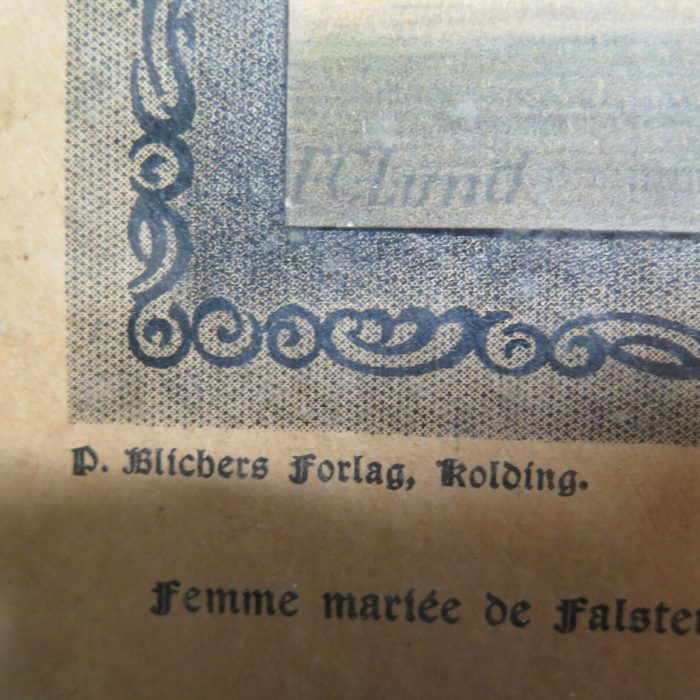 FCLund
P. Blichers Forlag, Kolding.
Femme mariée de Falster